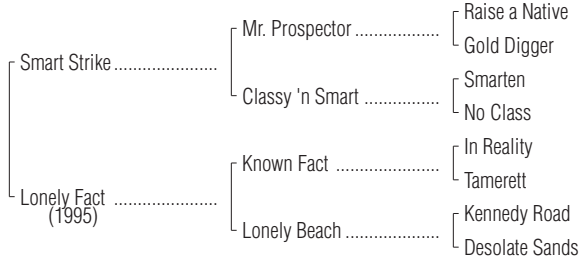 Raise a Native
Mr. Prospector ..................
Gold Digger
Smart Strike ......................
Smarten
Classy 'n Smart ................
No Class
In Reality
Known Fact ......................
Tamerett
Lonely Fact ......................
(1995)
Kennedy Road
Lonely Beach ....................
Desolate Sands